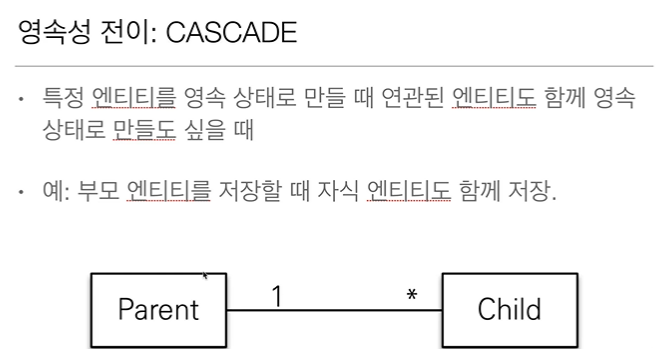 영속성 전이: CASCADE
• 특정 엔티티를 영속 상태로 만들 때 연관된 엔티티도 함께 영속
상태로 만들도 싶을 때
• 예: 부모 엔티티를 저장할 때 자식 엔티티도 함께 저장.
1 *
Parent Child